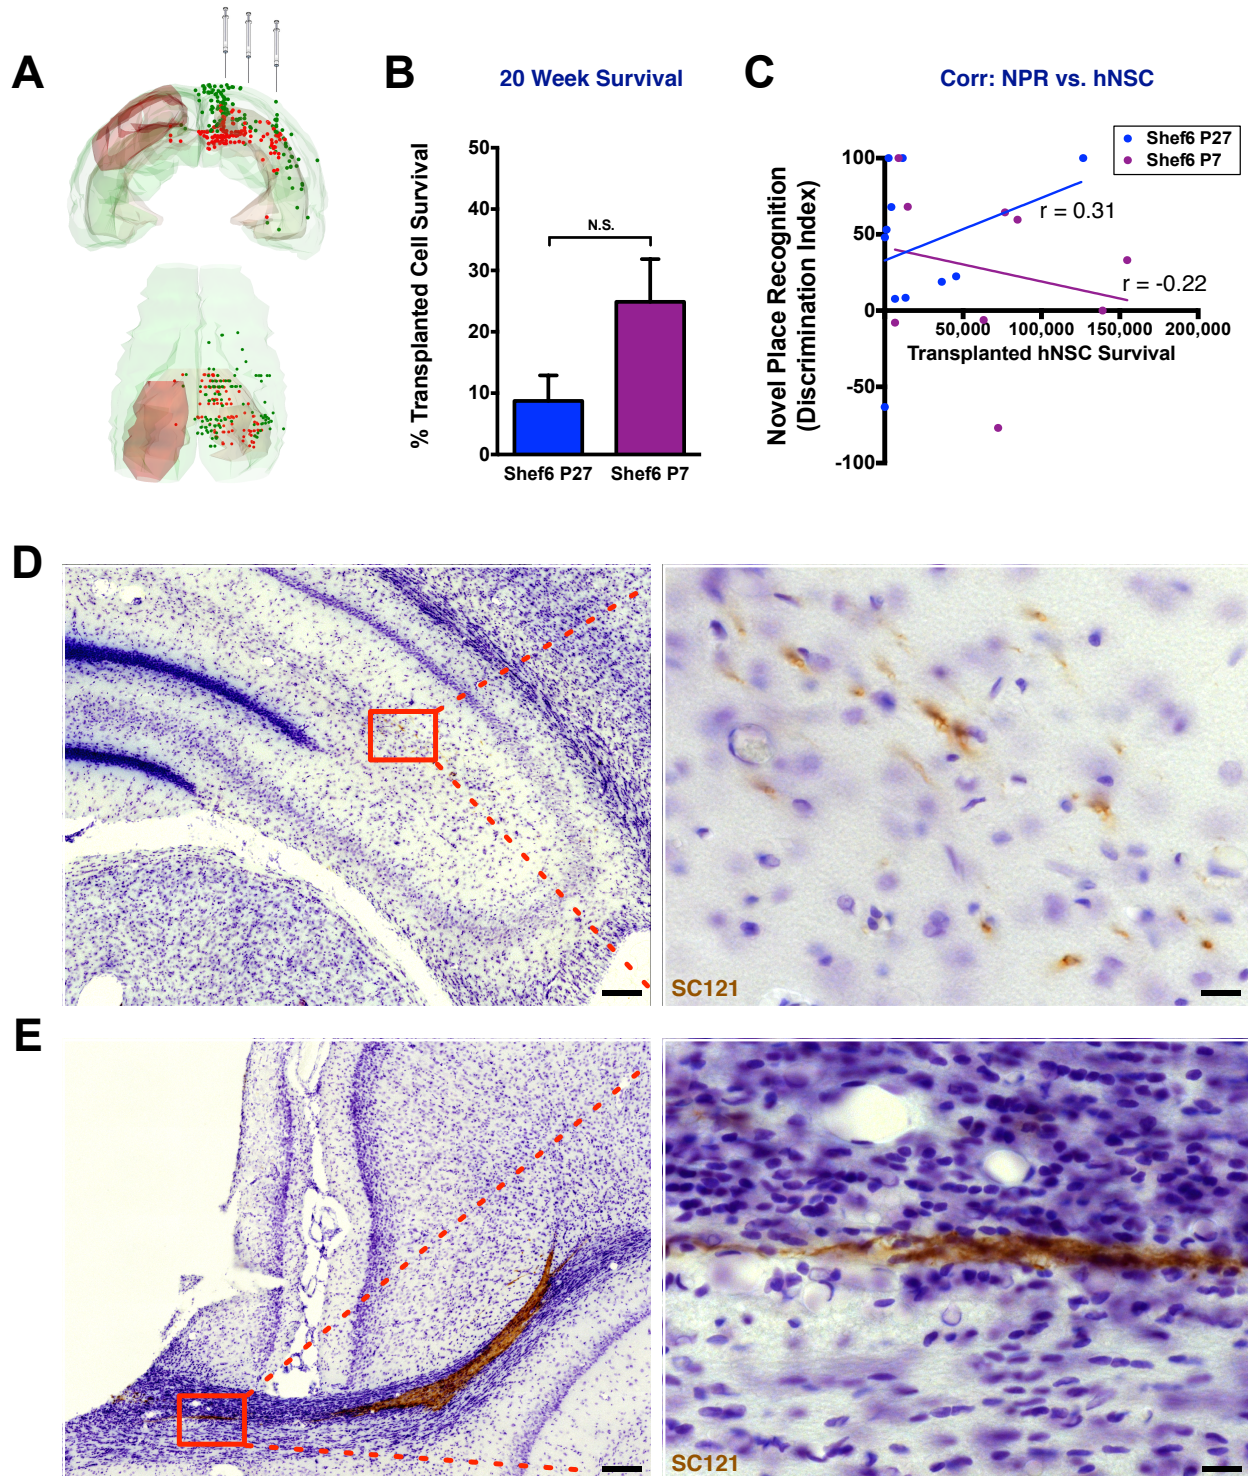 A
B
20 Week Survival
% Transplanted Cell Survival
50
40
30
20
10
0
N.S.
Shef6 P27
Shef6 P7
C
Corr: NPR vs. hNSC
Shef6 P27
Shef6 P7
Novel Place Recognition
(Discrimination Index)
100
50
0
-50
-100
r = 0.31
r = -0.22
50,000
100,000
150,000
200,000
Transplanted hNSC Survival
D
SC121
E
SC121